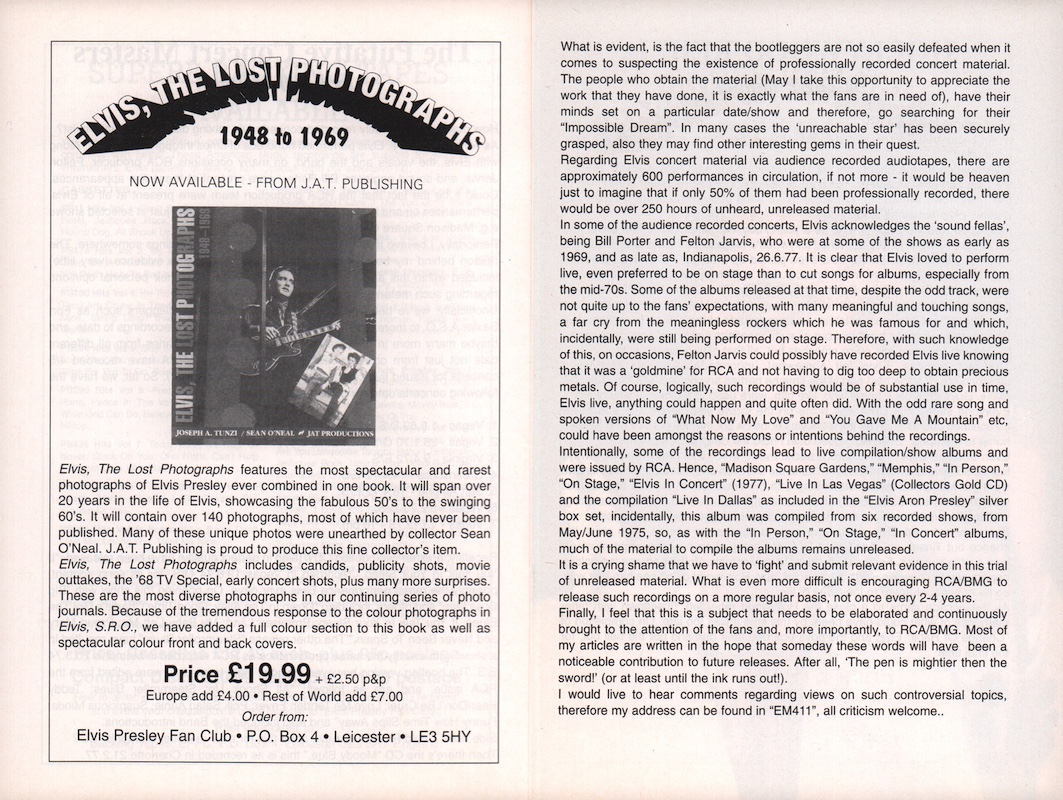 ELVIS, THE LOST PHOTOGRAPHS
1948 to 1969
NOW AVAILABLE - FROM J.A.T. PUBLISHING
ELVIS, THE LOST PHOTOGRAPHS
1948–1969
JOSEPH A. TUNZI / SEAN O'NEAL JAT PRODUCTIONS
Elvis, The Lost Photographs features the most spectacular and rarest
photographs of Elvis Presley ever combined in one book. It will span over
20 years in the life of Elvis, showcasing the fabulous 50's to the swinging
60's. It will contain over 140 photographs, most of which have never been
published. Many of these unique photos were unearthed by collector Sean
O'Neal. J.A.T. Publishing is proud to produce this fine collector's item.
Elvis, The Lost Photographs includes candids, publicity shots, movie
outtakes, the '68 TV Special, early concert shots, plus many more surprises.
These are the most diverse photographs in our continuing series of photo
journals. Because of the tremendous response to the colour photographs in
Elvis, S.R.O., we have added a full colour section to this book as well as
spectacular colour front and back covers.
Price £19.99 + £2.50 p&p
Europe add £4.00 • Rest of World add £7.00
Order from:
Elvis Presley Fan Club • P.O. Box 4 • Leicester • LE3 5HY
What is evident, is the fact that the bootleggers are not so easily defeated when it
comes to suspecting the existence of professionally recorded concert material.
The people who obtain the material (May I take this opportunity to appreciate the
work that they have done, it is exactly what the fans are in need of), have their
minds set on a particular date/show and therefore, go searching for their
“Impossible Dream”. In many cases the ‘unreachable star’ has been securely
grasped, also they may find other interesting gems in their quest.
Regarding Elvis concert material via audience recorded audiotapes, there are
approximately 600 performances in circulation, if not more - it would be heaven
just to imagine that if only 50% of them had been professionally recorded, there
would be over 250 hours of unheard, unreleased material.
In some of the audience recorded concerts, Elvis acknowledges the ‘sound fellas’,
being Bill Porter and Felton Jarvis, who were at some of the shows as early as
1969, and as late as, Indianapolis, 26.6.77. It is clear that Elvis loved to perform
live, even preferred to be on stage than to cut songs for albums, especially from
the mid-70s. Some of the albums released at that time, despite the odd track, were
not quite up to the fans’ expectations, with many meaningful and touching songs,
a far cry from the meaningless rockers which he was famous for and which,
incidentally, were still being performed on stage. Therefore, with such knowledge
of this, on occasions, Felton Jarvis could possibly have recorded Elvis live knowing
that it was a ‘goldmine’ for RCA and not having to dig too deep to obtain precious
metals. Of course, logically, such recordings would be of substantial use in time,
Elvis live, anything could happen and quite often did. With the odd rare song and
spoken versions of “What Now My Love” and “You Gave Me A Mountain” etc,
could have been amongst the reasons or intentions behind the recordings.
Intentionally, some of the recordings lead to live compilation/show albums and
were issued by RCA. Hence, “Madison Square Gardens,” “Memphis,” “In Person,”
“On Stage,” “Elvis In Concert” (1977), “Live In Las Vegas” (Collectors Gold CD)
and the compilation “Live In Dallas” as included in the “Elvis Aron Presley” silver
box set, incidentally, this album was compiled from six recorded shows, from
May/June 1975, so, as with the “In Person,” “On Stage,” “In Concert” albums,
much of the material to compile the albums remains unreleased.
It is a crying shame that we have to ‘fight’ and submit relevant evidence in this trial
of unreleased material. What is even more difficult is encouraging RCA/BMG to
release such recordings on a more regular basis, not once every 2-4 years.
Finally, I feel that this is a subject that needs to be elaborated and continuously
brought to the attention of the fans and, more importantly, to RCA/BMG. Most of
my articles are written in the hope that someday these words will have been a
noticeable contribution to future releases. After all, ‘The pen is mightier then the
sword!’ (or at least until the ink runs out!).
I would live to hear comments regarding views on such controversial topics,
therefore my address can be found in “EM411”, all criticism welcome..